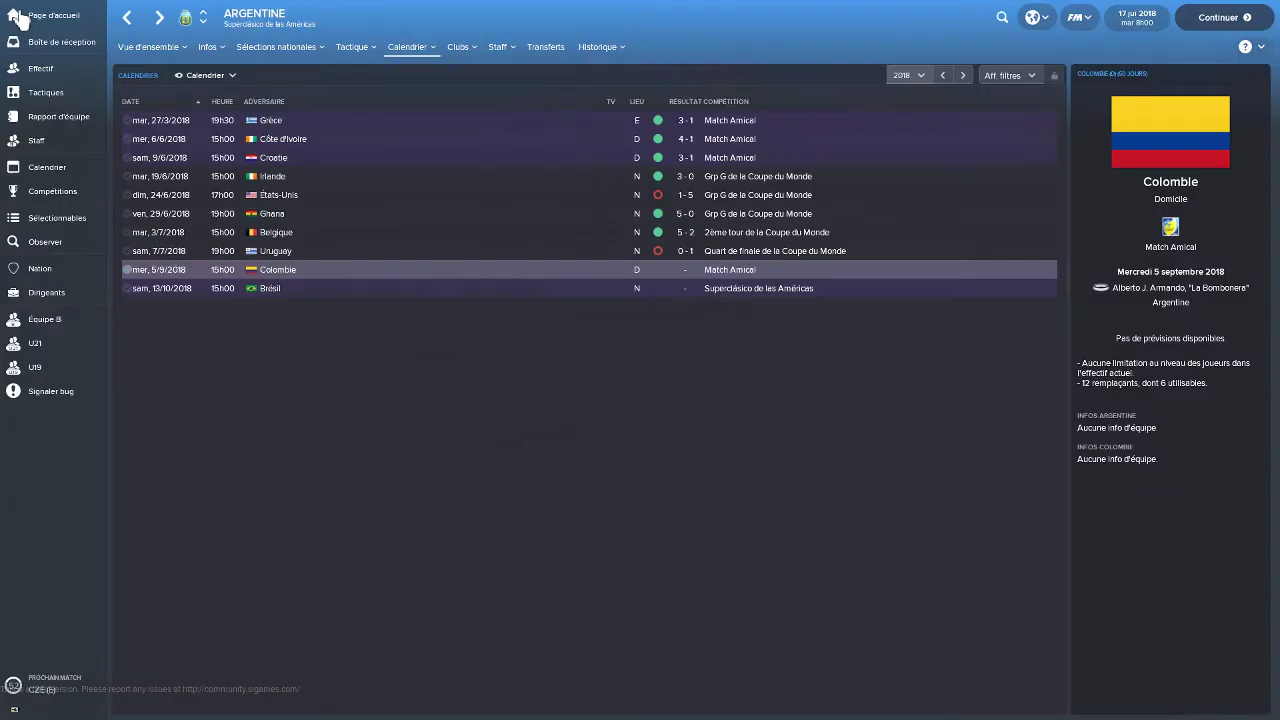 Page d'accueil
Boîte de réception
Effectif
Tactiques
Rapport d'équipe
Staff
Calendrier
Compétitions
Sélectionnables
Observer
Nation
Dirigeants
Équipe B
U21
U19
Signaler bug
PROCHAIN MATCH
CZE (E)
version. Please report any issues at http://community.sigames.com/
ARGENTINE
Superclásico de las Américas
FM
17 jui 2018
mar 8h00
Continuer
Vue d'ensemble Infos Sélections nationales Tactique Calendrier Clubs Staff Transferts Historique ?
CALENDRIER Calendrier 2018 Aff. filtres
DATE HEURE ADVERSAIRE TV LIEU RÉSULTAT COMPÉTITION
mar, 27/3/2018 19h30 Grèce E 3 - 1 Match Amical
mer, 6/6/2018 15h00 Côte d'Ivoire D 4 - 1 Match Amical
sam, 9/6/2018 15h00 Croatie D 3 - 1 Match Amical
mar, 19/6/2018 15h00 Irlande N 3 - 0 Grp G de la Coupe du Monde
dim, 24/6/2018 17h00 États-Unis N 1 - 5 Grp G de la Coupe du Monde
ven, 29/6/2018 19h00 Ghana N 5 - 0 Grp G de la Coupe du Monde
mar, 3/7/2018 15h00 Belgique N 5 - 2 2ème tour de la Coupe du Monde
sam, 7/7/2018 19h00 Uruguay N 0 - 1 Quart de finale de la Coupe du Monde
mer, 5/9/2018 15h00 Colombie D - Match Amical
sam, 13/10/2018 15h00 Brésil N - Superclásico de las Américas
COLOMBIE (D) (50 JOURS)
Colombie
Domicile
Match Amical
Mercredi 5 septembre 2018
Alberto J. Armando, "La Bombonera"
Argentine
Pas de prévisions disponibles
- Aucune limitation au niveau des joueurs dans
l'effectif actuel.
- 12 remplaçants, dont 6 utilisables.
INFOS ARGENTINE
Aucune info d'équipe.
INFOS COLOMBIE
Aucune info d'équipe.